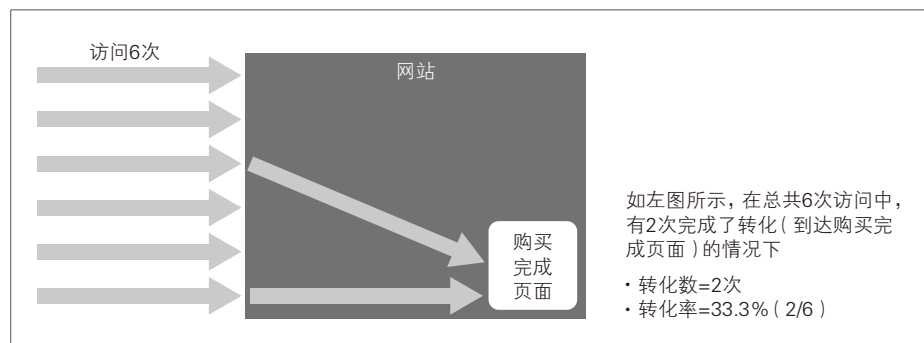 访问6次
网站
购买
完成
页面
如左图所示，在总共6次访问中，
有2次完成了转化（到达购买完
成页面）的情况下
・转化数=2次
・转化率=33.3%（2/6）